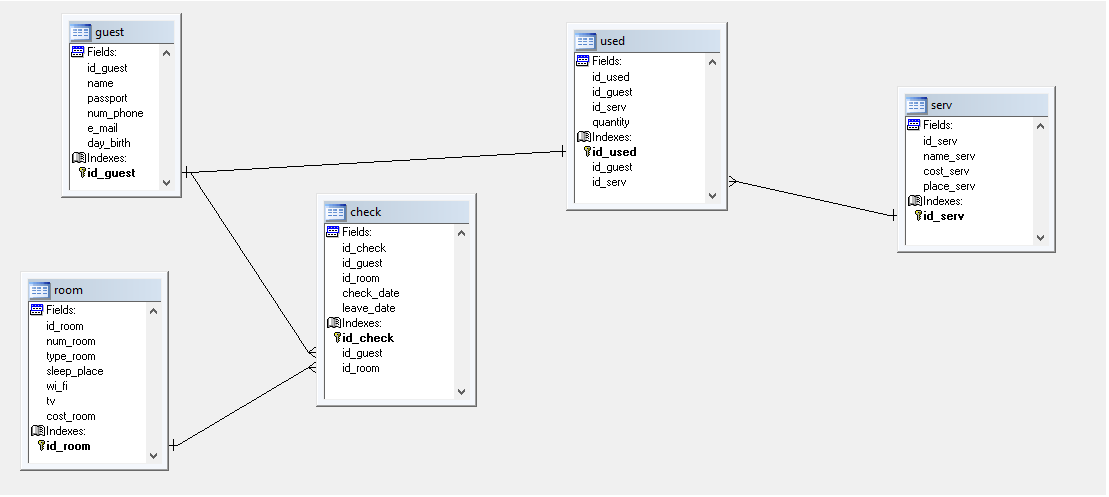 guest
Fields:
id_guest
name
passport
num_phone
e_mail
day_birth
Indexes:
id_guest
used
Fields:
id_used
id_guest
id_serv
quantity
Indexes:
id_used
id_guest
id_serv
serv
Fields:
id_serv
name_serv
cost_serv
place_serv
Indexes:
id_serv
check
Fields:
id_check
id_guest
id_room
check_date
leave_date
Indexes:
id_check
id_guest
id_room
room
Fields:
id_room
num_room
type_room
sleep_place
wi_fi
tv
cost_room
Indexes:
id_room